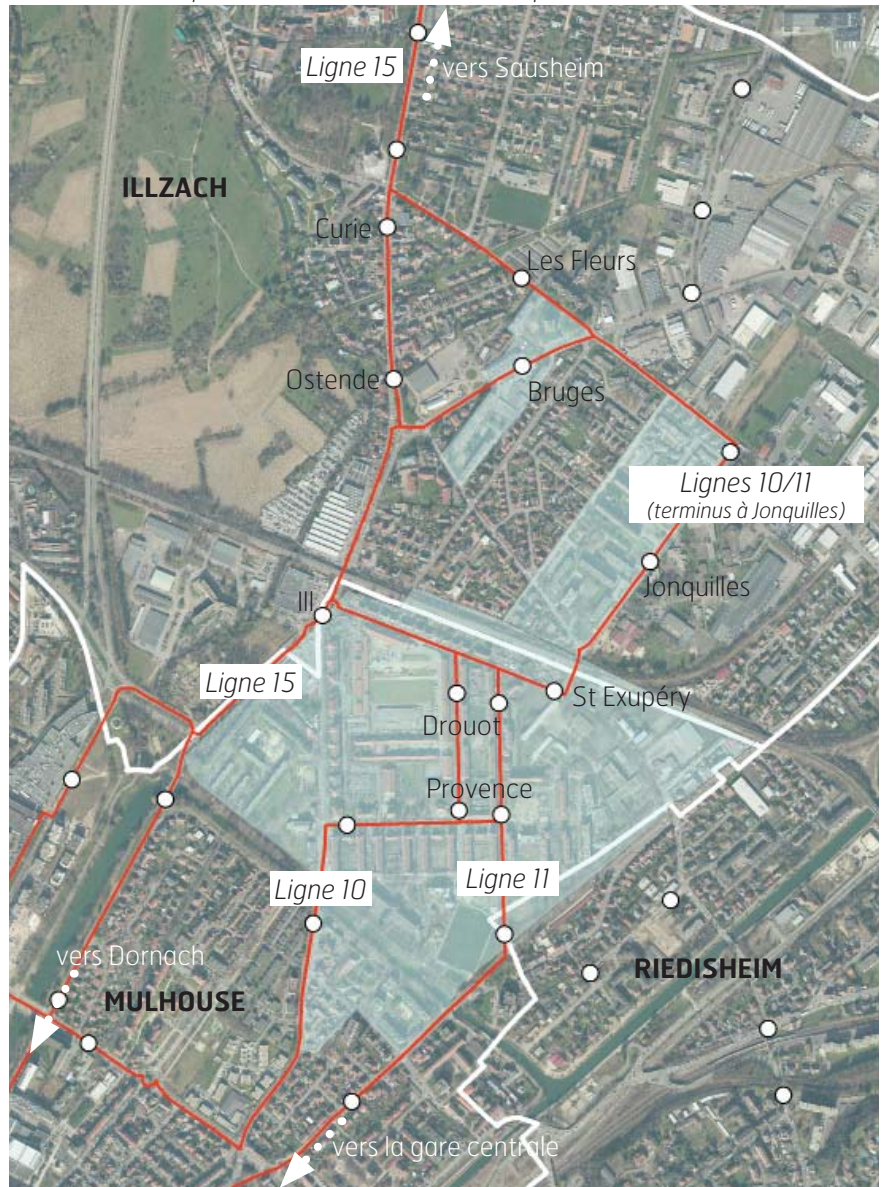 Ligne 15
vers Sausheim
ILLZACH
Curie
Les Fleurs
Ostende
Bruges
Lignes 10/11
(terminus à Jonquilles)
Jonquilles
Ill
Ligne 15
St Exupéry
Drouot
Provence
Ligne 10
Ligne 11
vers Dornach
MULHOUSE
RIEDISHEIM
vers la gare centrale